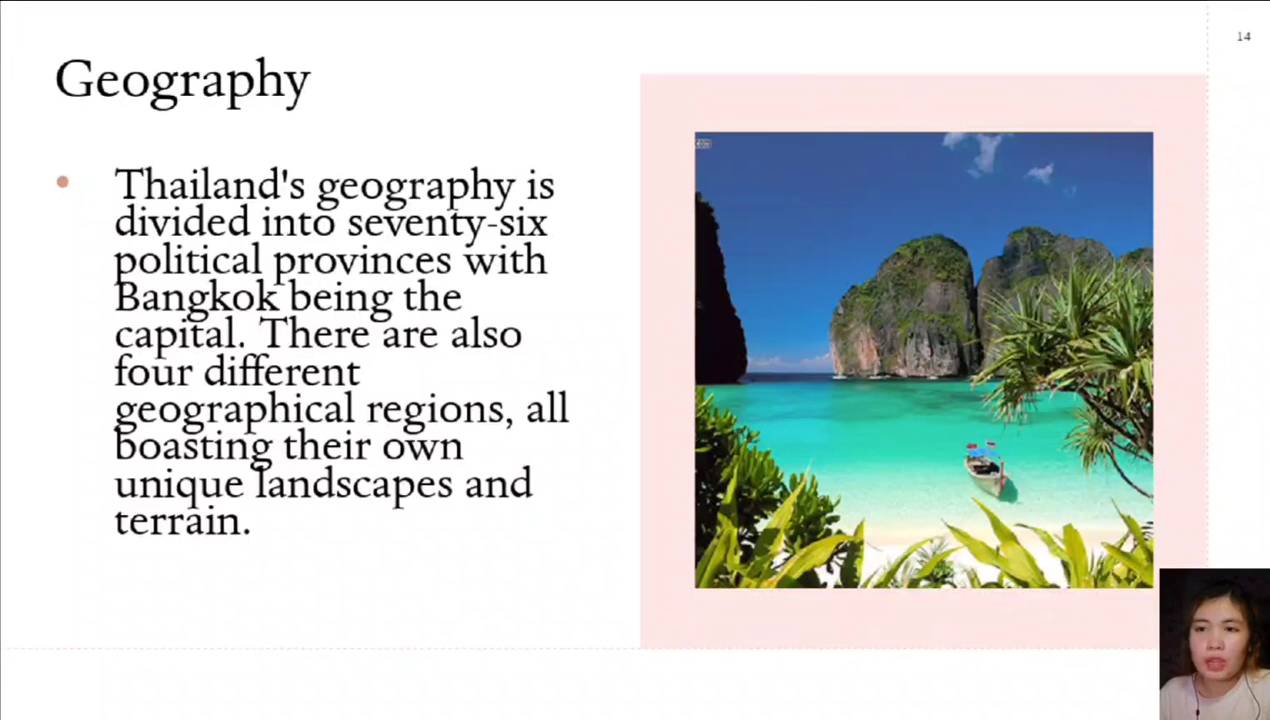 14
Geography
Thailand's geography is
divided into seventy-six
political provinces with
Bangkok being the
capital. There are also
four different
geographical regions, all
boasting their own
unique landscapes and
terrain.